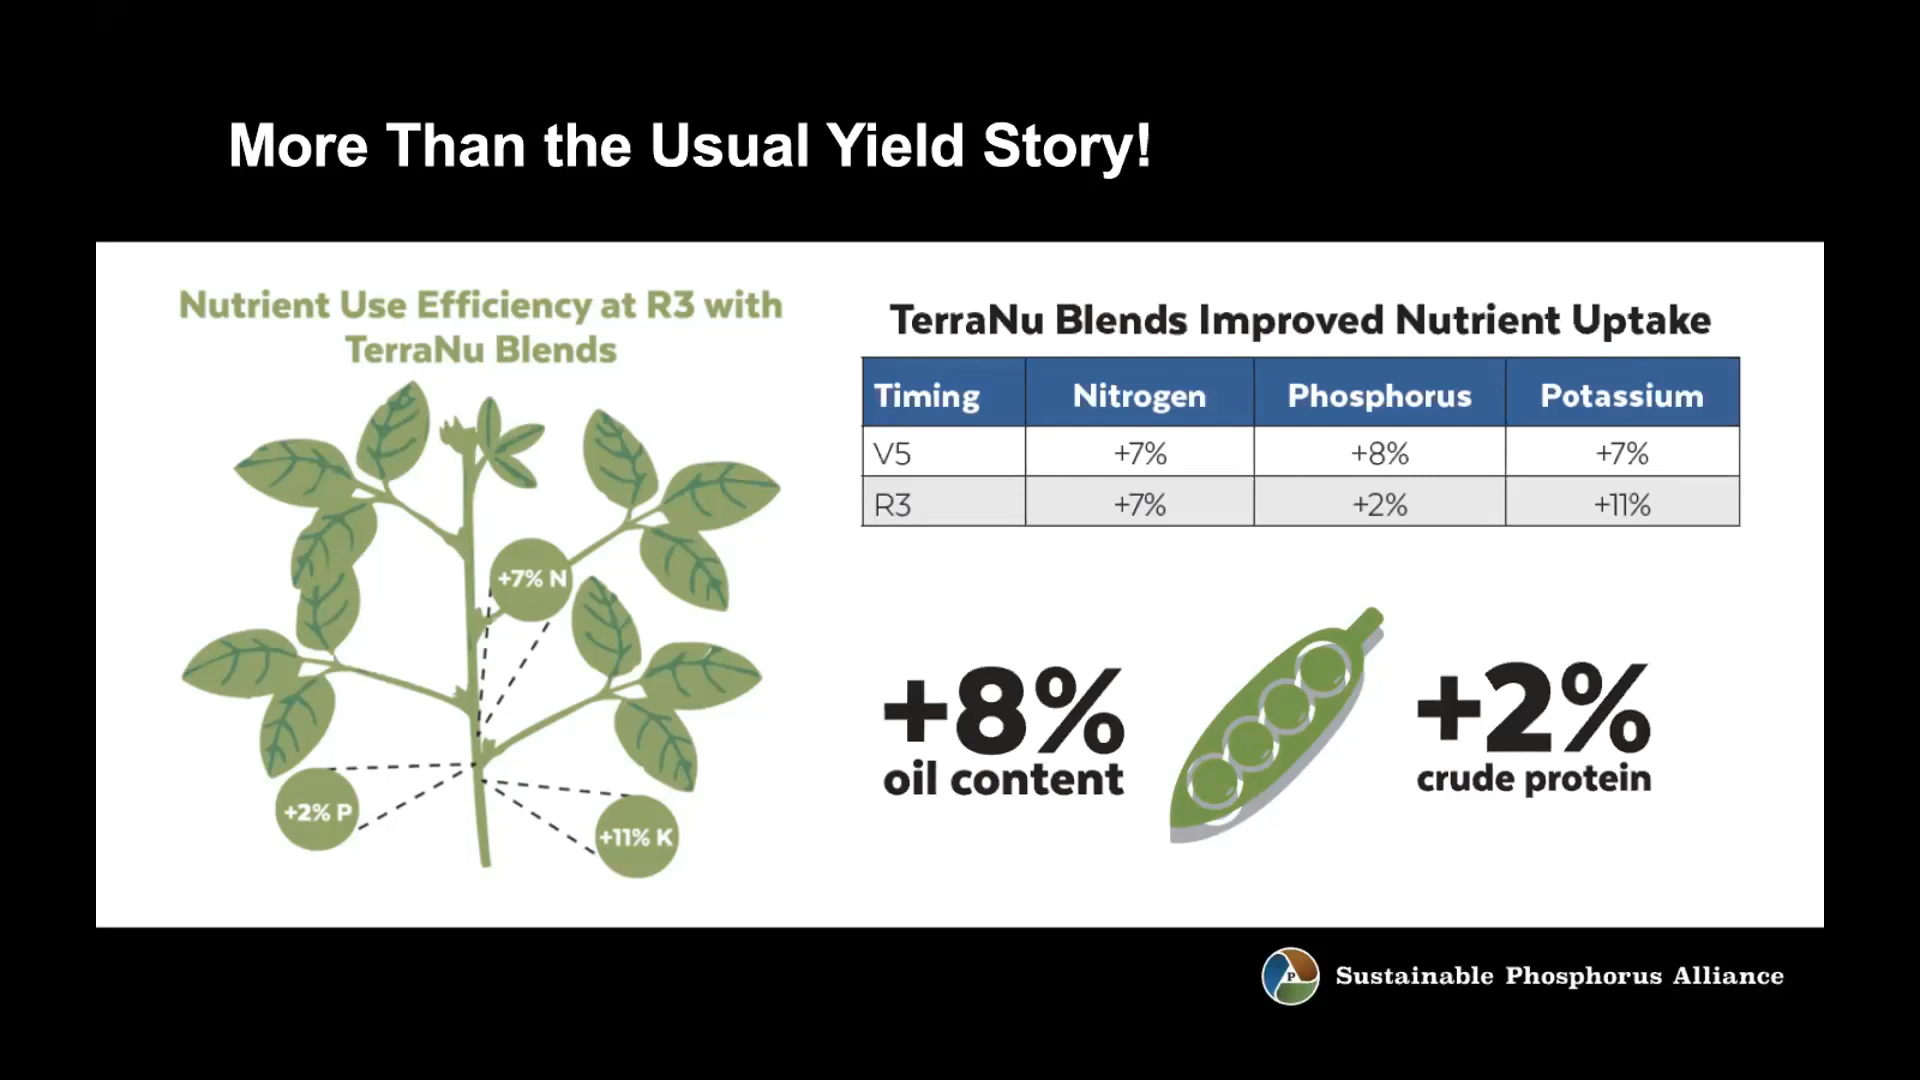 More Than the Usual Yield Story!
Nutrient Use Efficiency at R3 with
TerraNu Blends
+7% N
+2% P
+11% K
TerraNu Blends Improved Nutrient Uptake
Timing Nitrogen Phosphorus Potassium
V5 +7% +8% +7%
R3 +7% +2% +11%
+8%
oil content
+2%
crude protein
P
Sustainable Phosphorus Alliance